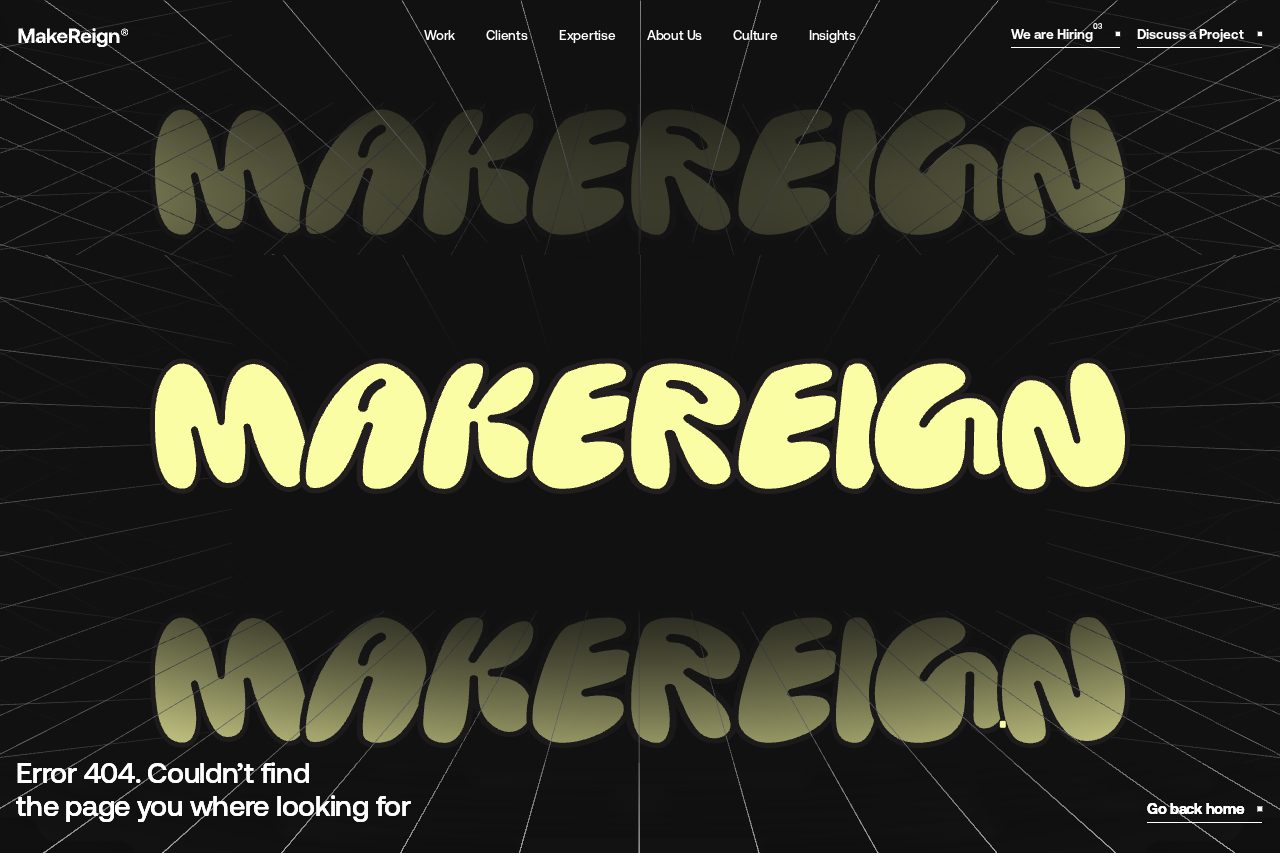 MakeReign®
Work Clients Expertise About Us Culture Insights
We are Hiring 03
Discuss a Project
MAKEREIGN
MAKEREIGN
MAKEREIGN
Error 404. Couldn’t find
the page you where looking for
Go back home